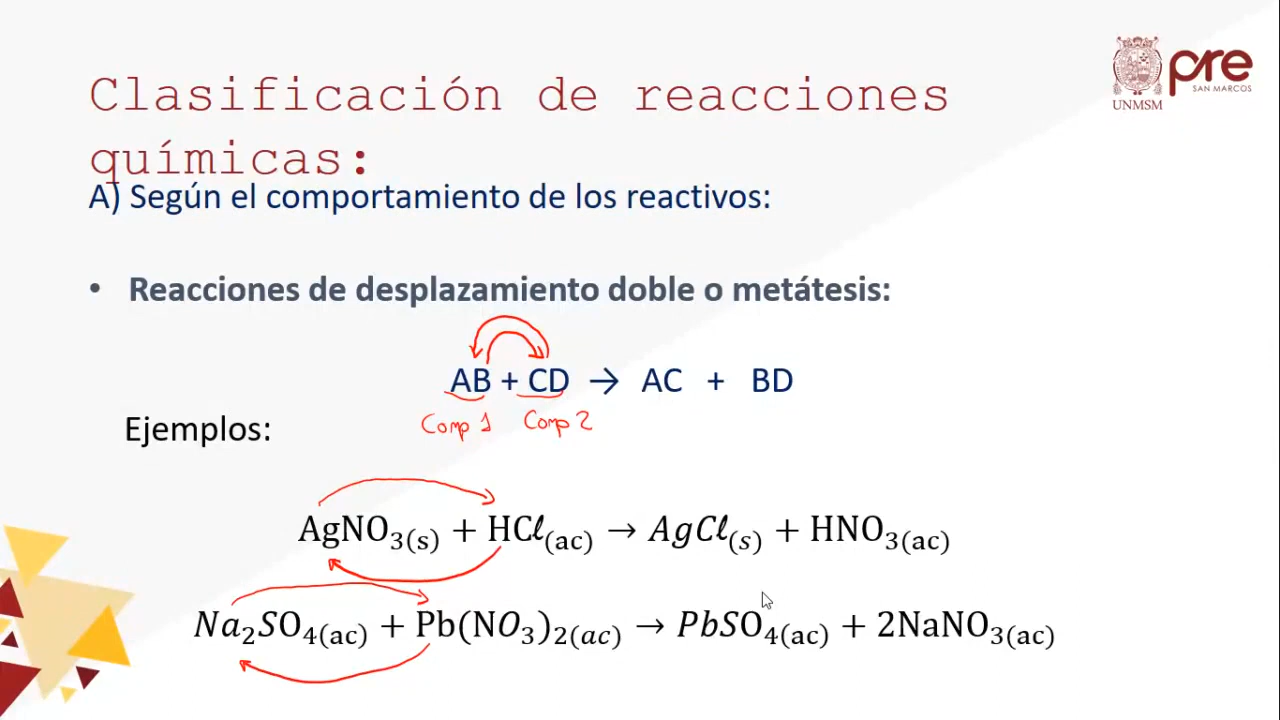 Clasificación de reacciones
químicas:
pre
SAN MARCOS
UNMSM
A) Según el comportamiento de los reactivos:
• Reacciones de desplazamiento doble o metátesis:
AB + CD → AC + BD
Comp 1 Comp 2
Ejemplos:
AgNO₃(s) + HCℓ(ac) → AgCℓ(s) + HNO₃(ac)
Na₂SO₄(ac) + Pb(NO₃)₂(ac) → PbSO₄(ac) + 2NaNO₃(ac)